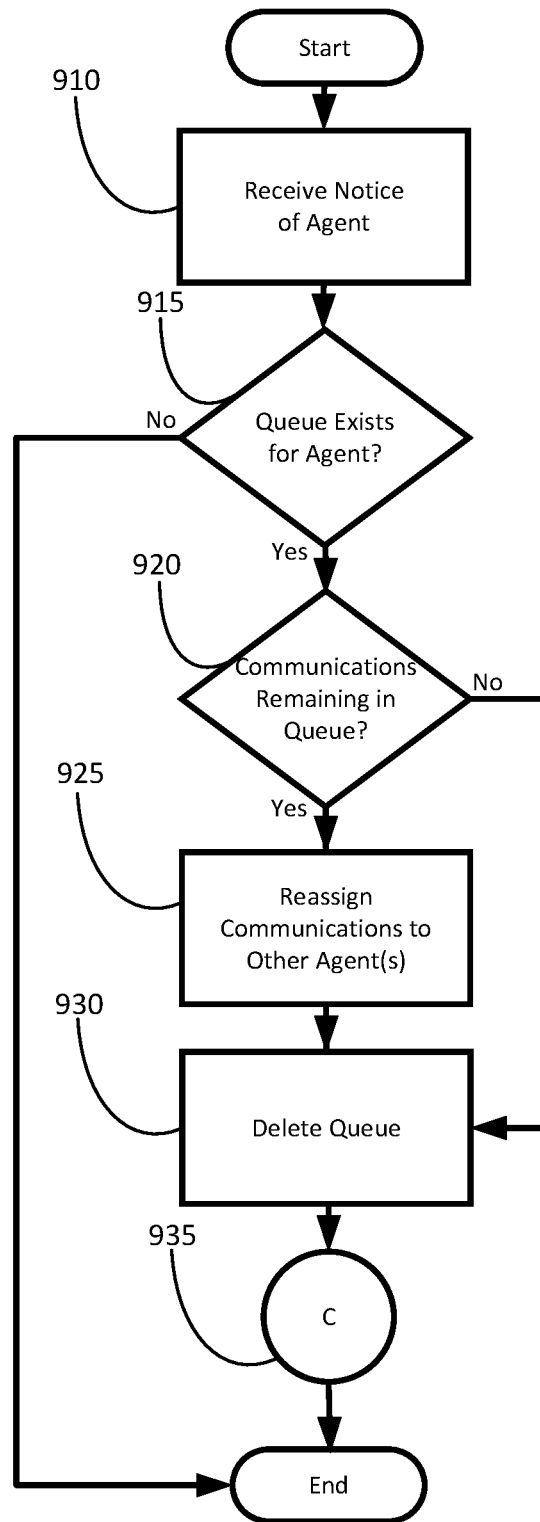 Start
910
Receive Notice
of Agent
915
No
Queue Exists
for Agent?
Yes
920
Communications
Remaining in
Queue?
No
925
Yes
Reassign
Communications to
Other Agent(s)
930
Delete Queue
935
C
End